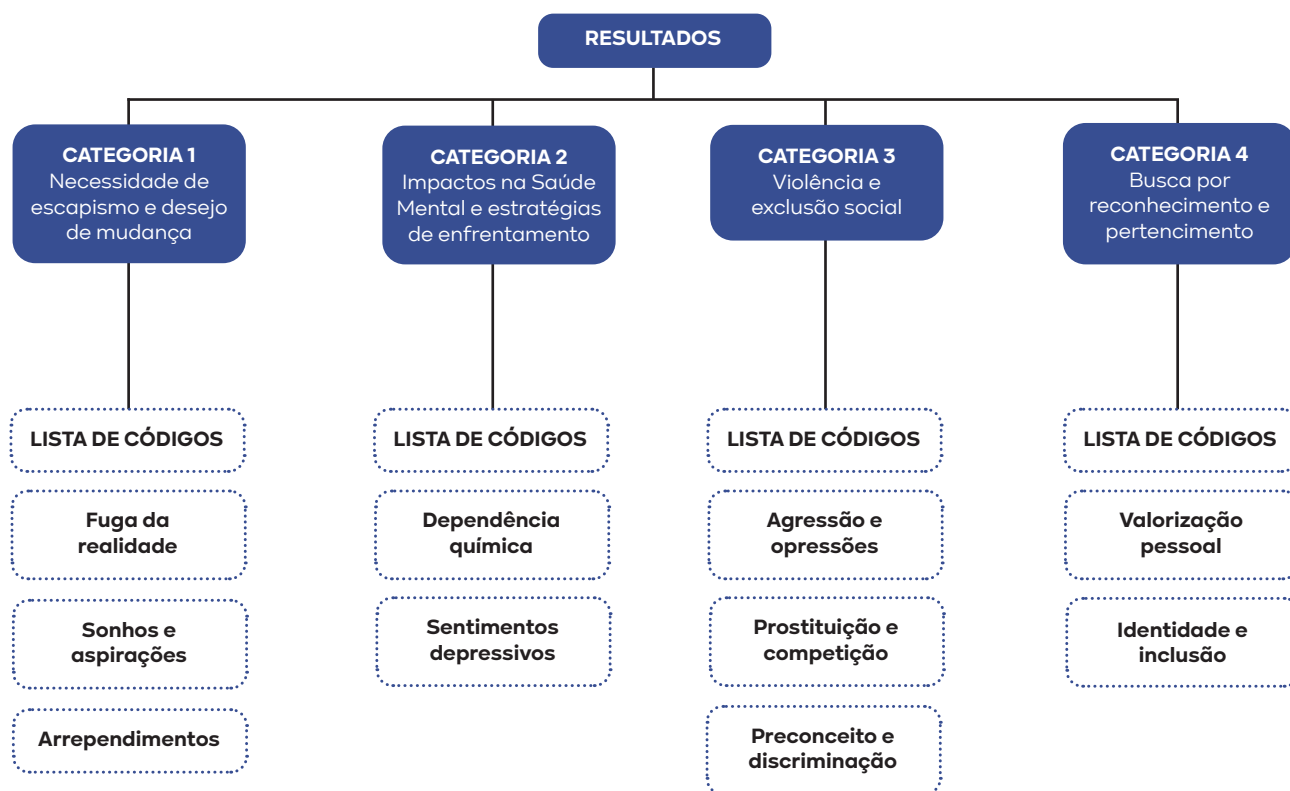 RESULTADOS
CATEGORIA 1
Necessidade de
escapismo e desejo
de mudança
CATEGORIA 2
Impactos na Saúde
Mental e estratégias
de enfrentamento
CATEGORIA 3
Violência e
exclusão social
CATEGORIA 4
Busca por
reconhecimento e
pertencimento
LISTA DE CÓDIGOS
Fuga da
realidade
Sonhos e
aspirações
Arrependimentos
LISTA DE CÓDIGOS
Dependência
química
Sentimentos
depressivos
LISTA DE CÓDIGOS
Agressão e
opressões
Prostituição e
competição
Preconceito e
discriminação
LISTA DE CÓDIGOS
Valorização
pessoal
Identidade e
inclusão